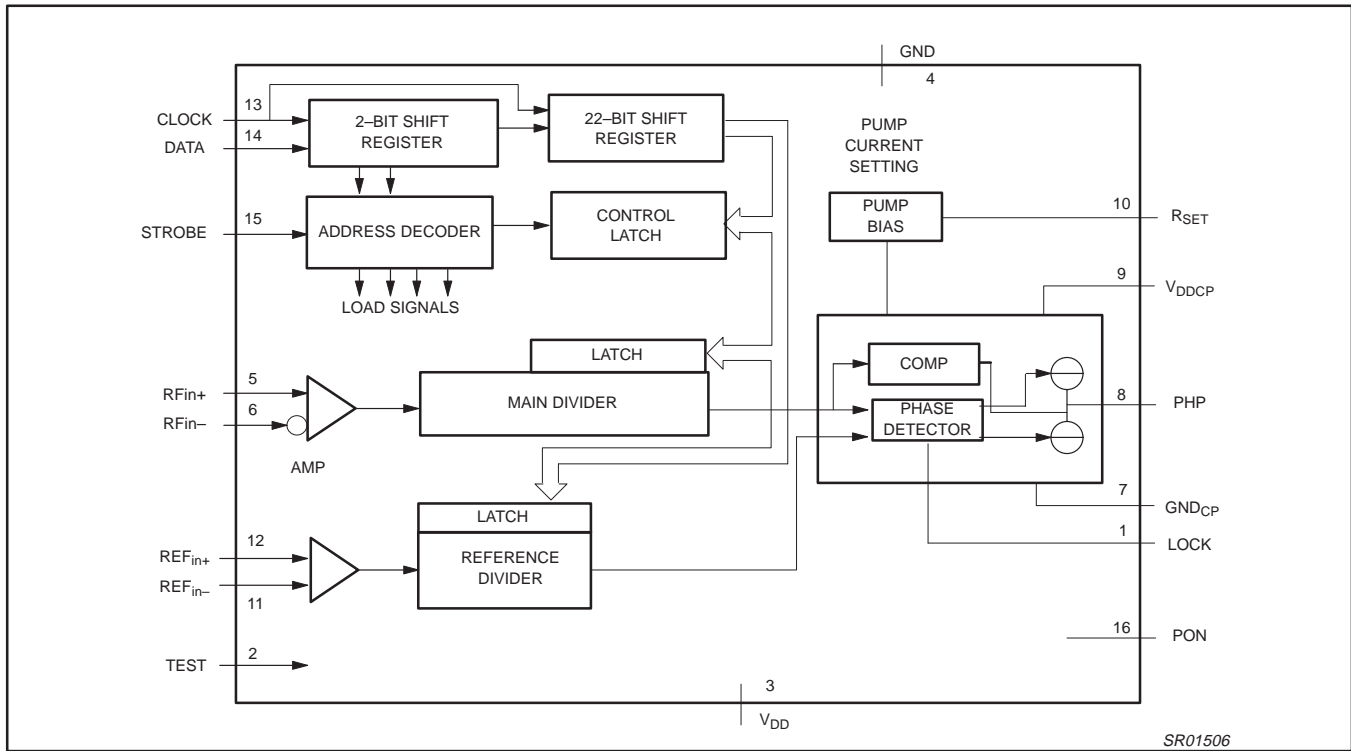 GND
4
CLOCK
13
DATA
14
2–BIT SHIFT
REGISTER
22–BIT SHIFT
REGISTER
PUMP
CURRENT
SETTING
STROBE
15
ADDRESS DECODER
CONTROL
LATCH
PUMP
BIAS
10
RSET
LOAD SIGNALS
9
VDDCP
LATCH
MAIN DIVIDER
RFin+
5
RFin–
6
AMP
COMP
PHASE
DETECTOR
8
PHP
7
GNDCP
1
LOCK
LATCH
REFERENCE
DIVIDER
12
REFin+
REFin–
11
16
PON
TEST
2
3
VDD
SR01506